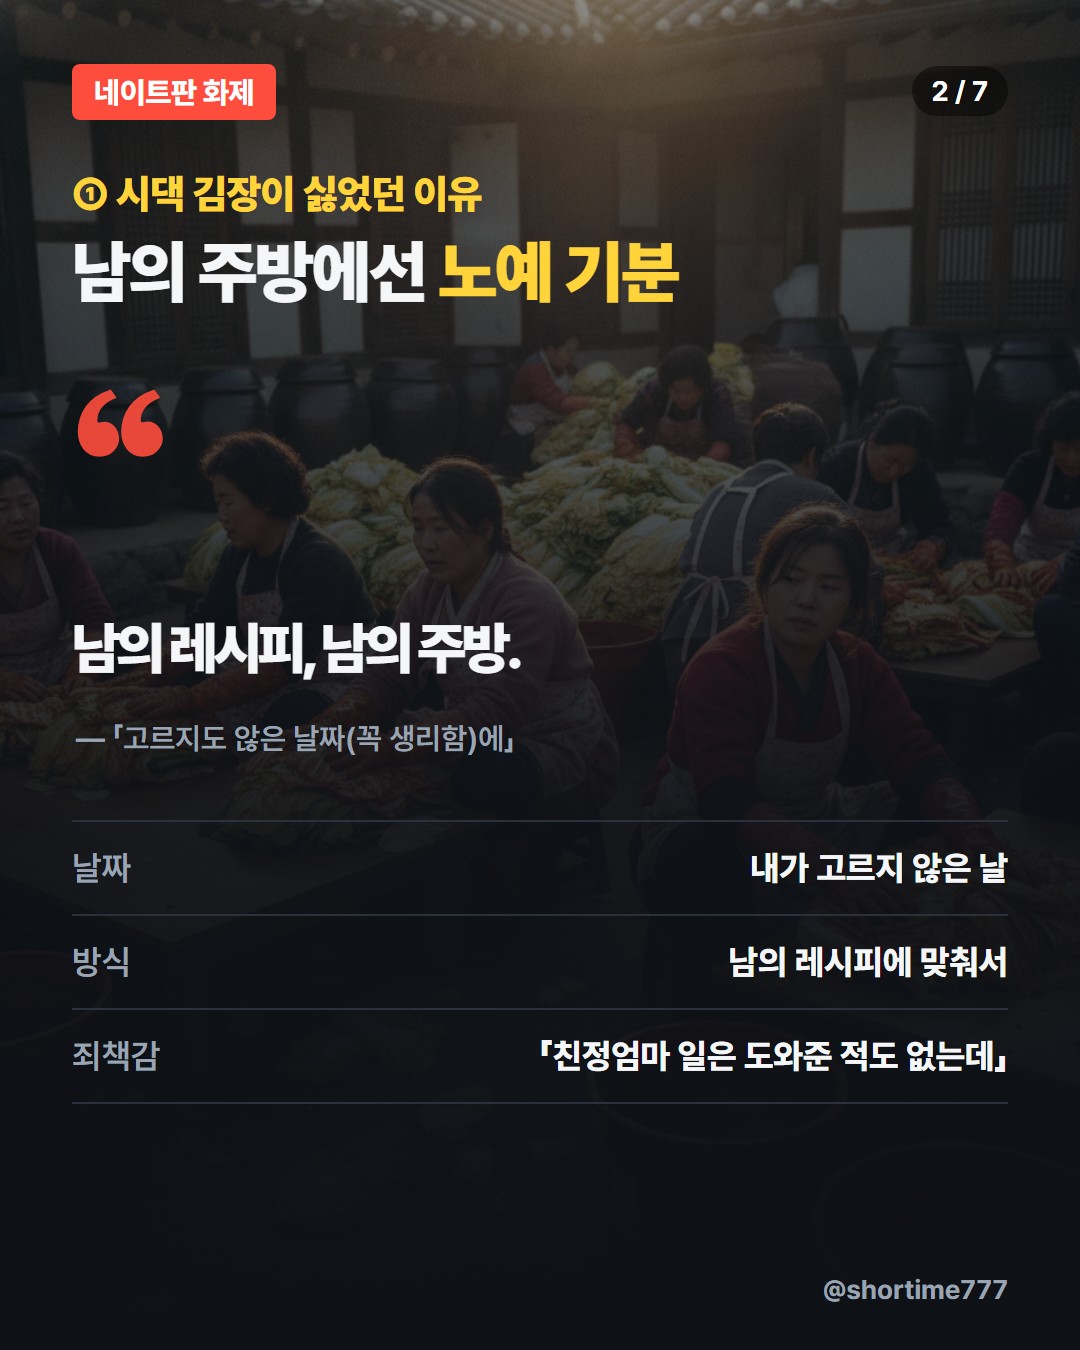 네이트판 화제
2 / 7
① 시댁 김장이 싫었던 이유
남의 주방에선 노예 기분
“
남의 레시피, 남의 주방.
— 「고르지도 않은 날짜(꼭 생리함)에」
날짜
내가 고르지 않은 날
방식
남의 레시피에 맞춰서
죄책감
「친정엄마 일은 도와준 적도 없는데」
@shortime777